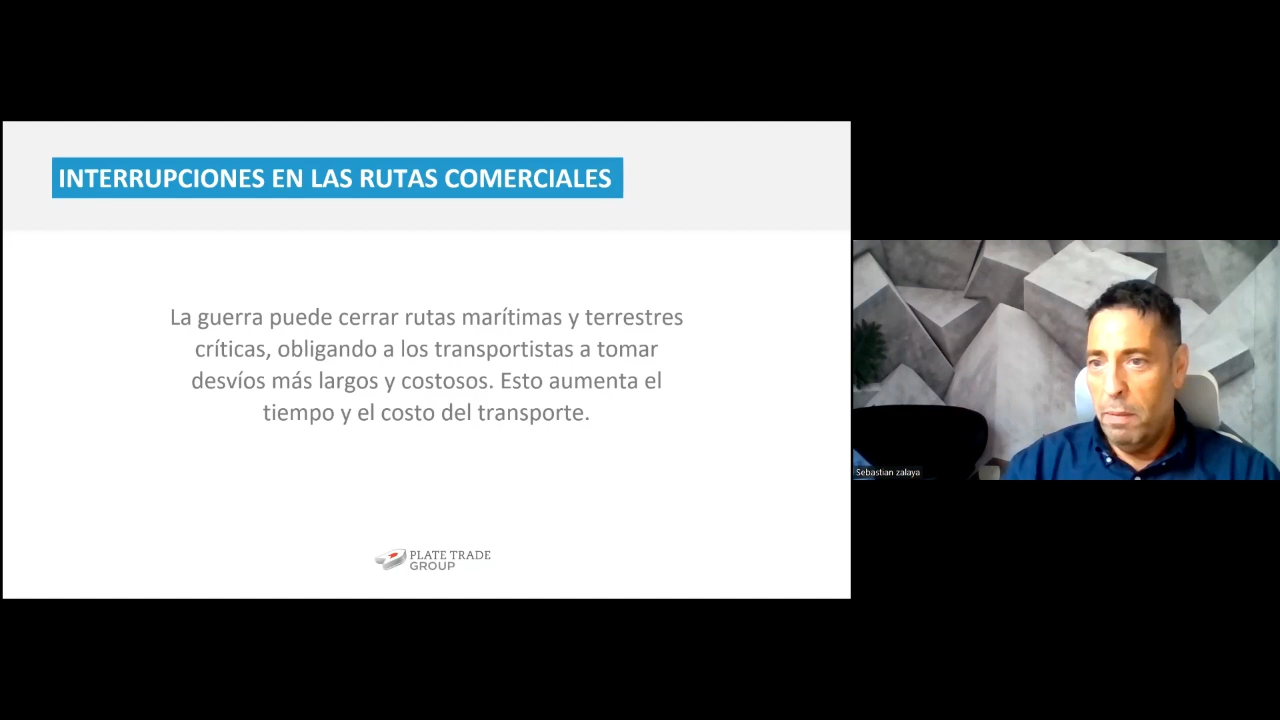 INTERRUPCIONES EN LAS RUTAS COMERCIALES
La guerra puede cerrar rutas marítimas y terrestres
críticas, obligando a los transportistas a tomar
desvíos más largos y costosos. Esto aumenta el
tiempo y el costo del transporte.
PLATE TRADE
GROUP
Sebastian zalaya